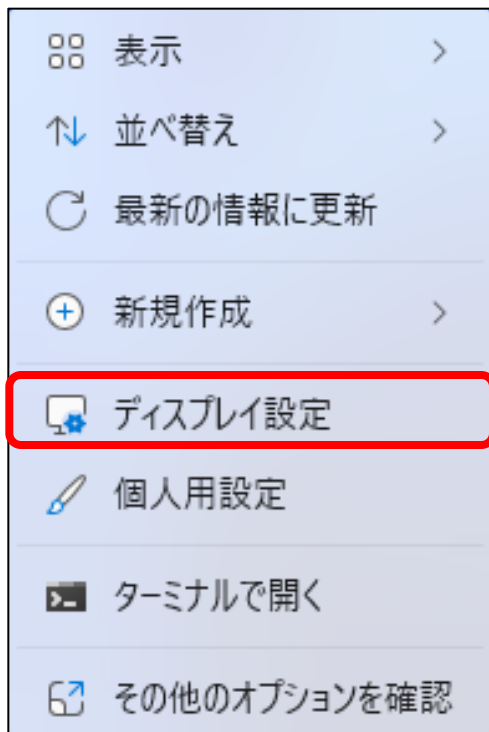 表示
並べ替え
最新の情報に更新
新規作成
ディスプレイ設定
個人用設定
ターミナルで開く
その他のオプションを確認